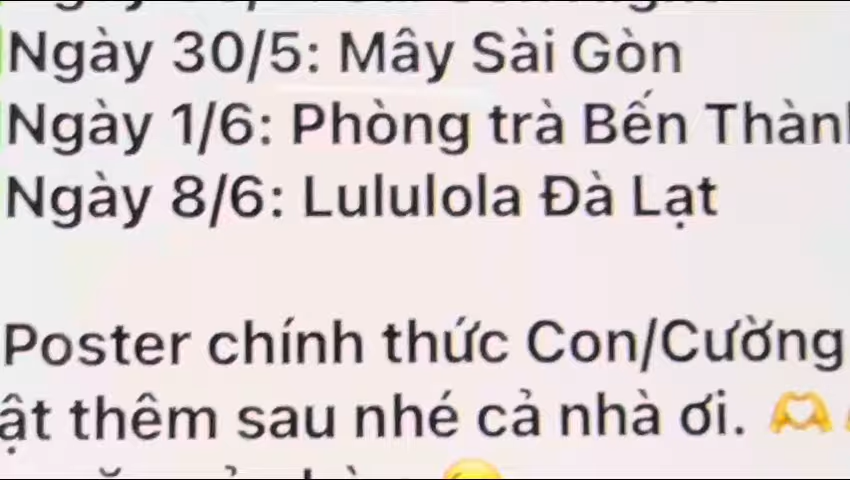 Ngày 30/5: Mây Sài Gòn
Ngày 1/6: Phòng trà Bến Thàn
Ngày 8/6: Lululola Đà Lạt
Poster chính thức Con/Cường
ật thêm sau nhé cả nhà ơi. 🫶